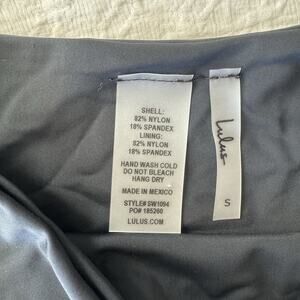 SHELL:
82% NYLON
18% SPANDEX
LINING:
82% NYLON
18% SPANDEX
HAND WASH COLD
DO NOT BLEACH
HANG DRY
MADE IN MEXICO
STYLE# SW1094
PO# 185260
LULUS.COM
Lulus
S